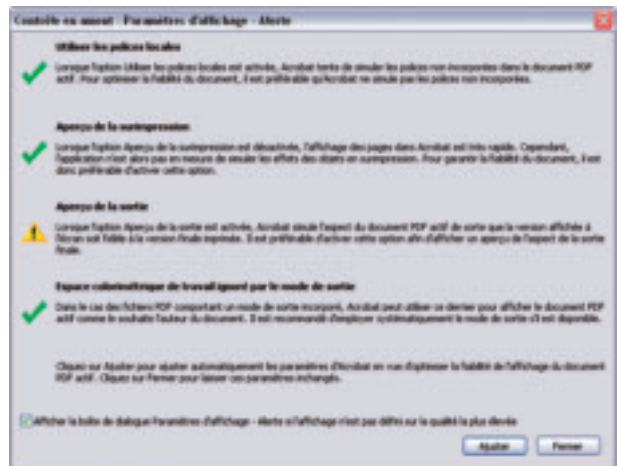 Contrôle en amont : Paramètres d'affichage - Alerte
Utiliser les polices locales
Lorsque l'option Utiliser les polices locales est activée, Acrobat tente de simuler les polices non incorporées dans le document PDF
actif. Pour optimiser la fiabilité du document, il est préférable qu'Acrobat ne simule pas les polices non incorporées.
Aperçu de la surimpression
Lorsque l'option Aperçu de la surimpression est désactivée, l'affichage des pages dans Acrobat est très rapide. Cependant,
l'application n'est alors pas en mesure de simuler les effets des objets en surimpression. Pour garantir la fiabilité du document, il est
donc préférable d'activer cette option.
Aperçu de la sortie
Lorsque l'option Aperçu de la sortie est activée, Acrobat simule l'aspect du document PDF actif de sorte que la version affichée à
l'écran soit fidèle à la version finale imprimée. Il est préférable d'activer cette option afin d'afficher un aperçu de l'aspect de la sortie
finale.
Espace colorimétrique de travail ignoré par le mode de sortie
Dans le cas des fichiers PDF comportant un mode de sortie incorporé, Acrobat peut utiliser ce dernier pour afficher le document PDF
actif comme le souhaite l'auteur du document. Il est recommandé d'employer systématiquement le mode de sortie s'il est disponible.
Cliquez sur Ajuster pour ajuster automatiquement les paramètres d'Acrobat en vue d'optimiser la fiabilité de l'affichage du document
PDF actif. Cliquez sur Fermer pour laisser ces paramètres inchangés.
Afficher la boîte de dialogue Paramètres d'affichage - Alerte si l'affichage n'est pas défini sur la qualité la plus élevée
Ajuster Fermer